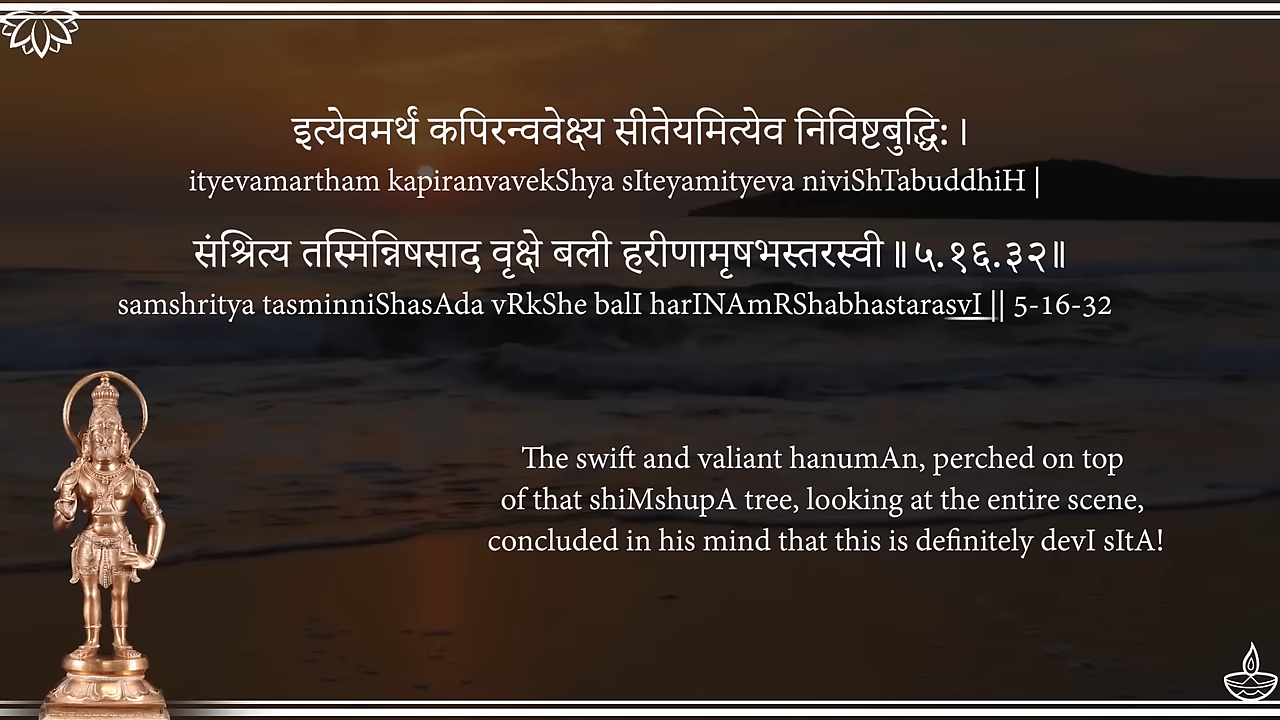 इत्येवमर्थं कपिरन्ववेक्ष्य सीतेयमित्येव निविष्टबुद्धि: ।
ityevamartham kapiranvavekShya sIteyamityeva niviShTabuddhiH |
संश्रित्य तस्मिन्निषसाद वृक्षे बली हरीणामृषभस्तरस्वी ॥ ५.१६.३२॥
samshritya tasminniShasAda vRkShe balI harINAmRShabhastarasvI || 5-16-32
The swift and valiant hanumAn, perched on top
of that shiMshupA tree, looking at the entire scene,
concluded in his mind that this is definitely devI sItA!